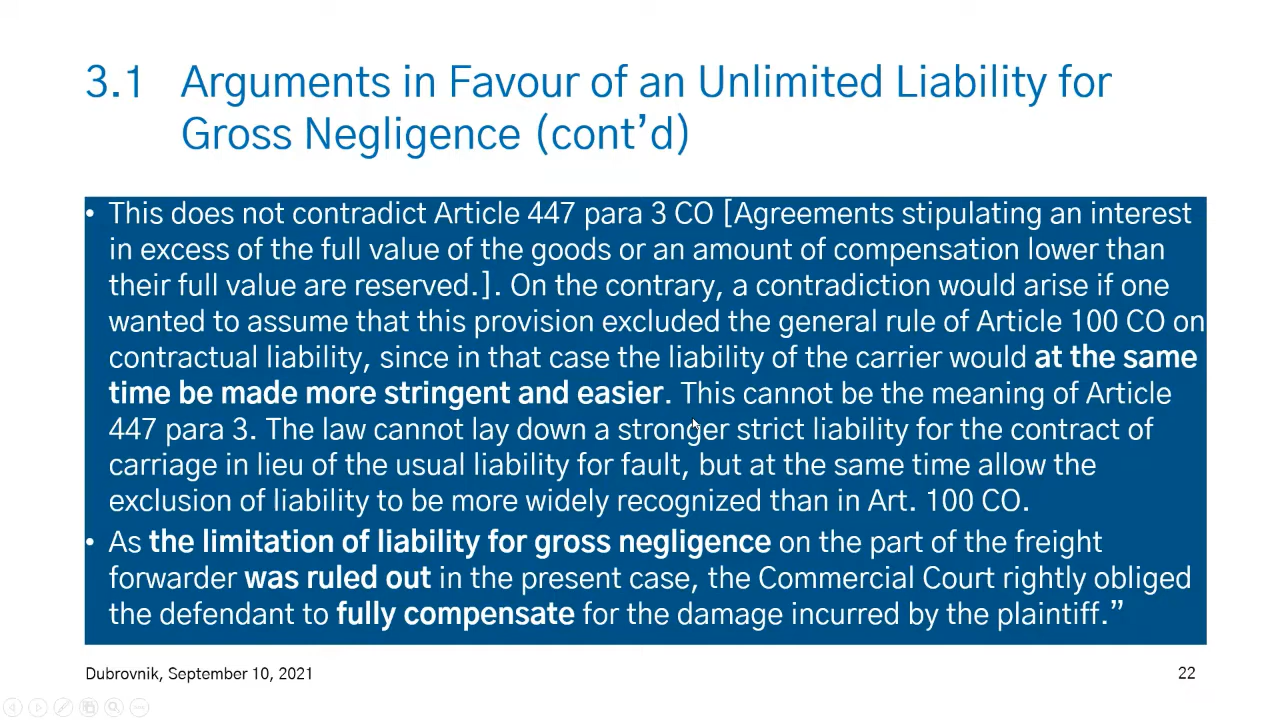 3.1 Arguments in Favour of an Unlimited Liability for
Gross Negligence (cont’d)
• This does not contradict Article 447 para 3 CO [Agreements stipulating an interest
in excess of the full value of the goods or an amount of compensation lower than
their full value are reserved.]. On the contrary, a contradiction would arise if one
wanted to assume that this provision excluded the general rule of Article 100 CO on
contractual liability, since in that case the liability of the carrier would at the same
time be made more stringent and easier. This cannot be the meaning of Article
447 para 3. The law cannot lay down a stronger strict liability for the contract of
carriage in lieu of the usual liability for fault, but at the same time allow the
exclusion of liability to be more widely recognized than in Art. 100 CO.
• As the limitation of liability for gross negligence on the part of the freight
forwarder was ruled out in the present case, the Commercial Court rightly obliged
the defendant to fully compensate for the damage incurred by the plaintiff.”
Dubrovnik, September 10, 2021
22